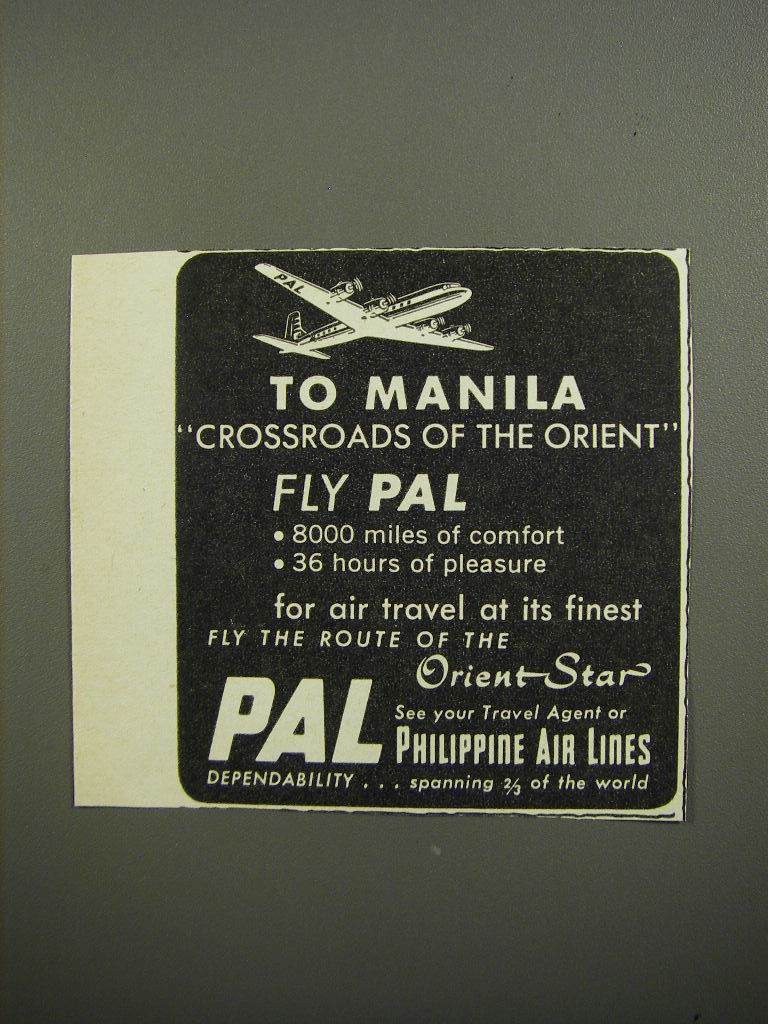 PAL
TO MANILA
"CROSSROADS OF THE ORIENT"
FLY PAL
• 8000 miles of comfort
• 36 hours of pleasure
for air travel at its finest
FLY THE ROUTE OF THE
Orient Star
PAL
See your Travel Agent or
PHILIPPINE AIR LINES
DEPENDABILITY . . . spanning 2/3 of the world